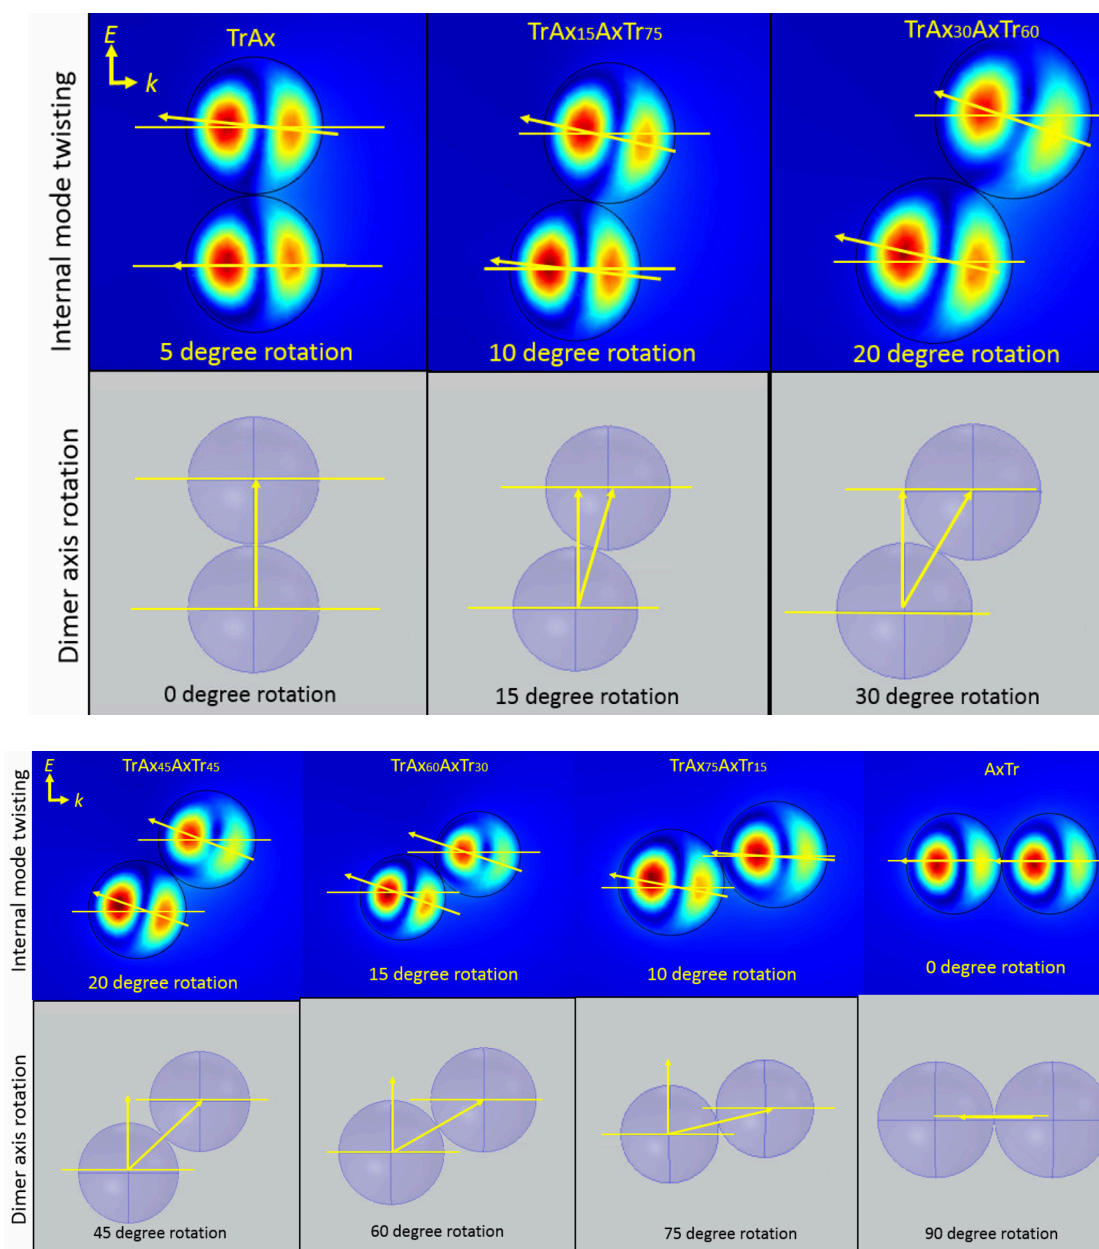 Internal mode twisting
E
k
TrAx
TrAx15AxTr75
TrAx30AxTr60
5 degree rotation
10 degree rotation
20 degree rotation
Dimer axis rotation
0 degree rotation
15 degree rotation
30 degree rotation
Internal mode twisting
E
k
TrAx45AxTr45
TrAx60AxTr30
TrAx75AxTr15
AxTr
20 degree rotation
15 degree rotation
10 degree rotation
0 degree rotation
Dimer axis rotation
45 degree rotation
60 degree rotation
75 degree rotation
90 degree rotation